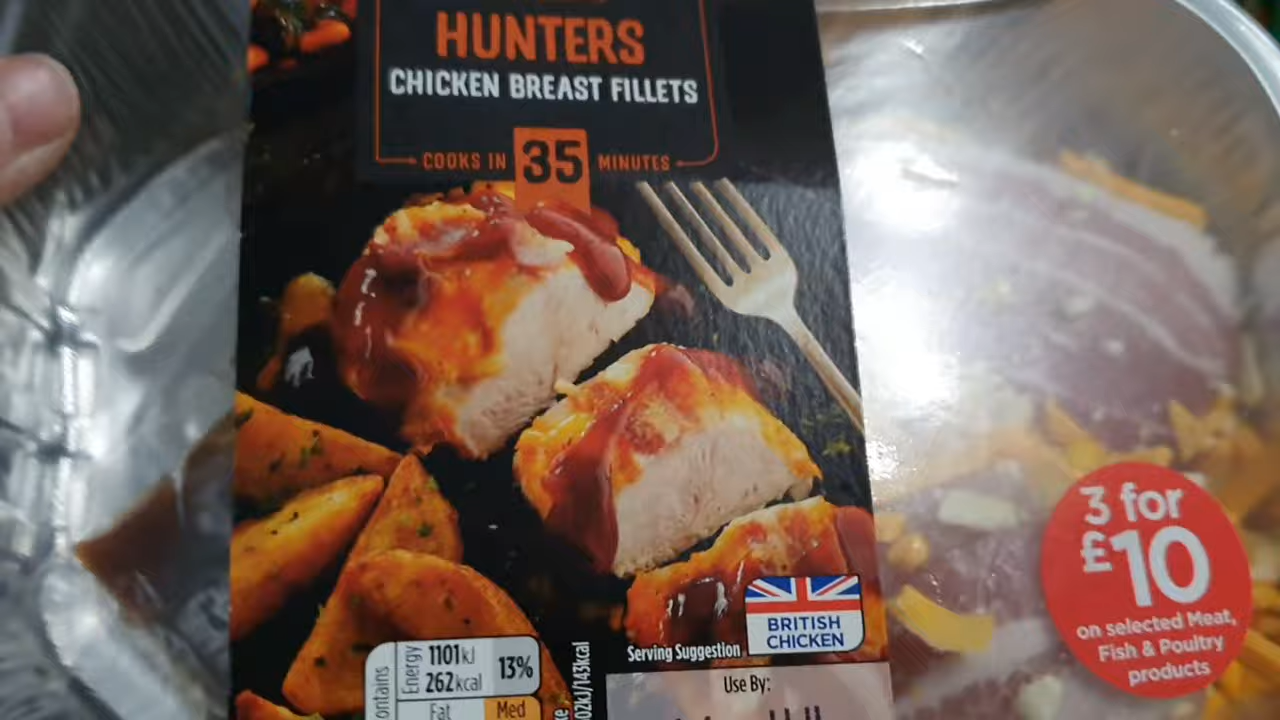 HUNTERS
CHICKEN BREAST FILLETS
COOKS IN 35 MINUTES
3 for
£10
on selected Meat,
Fish & Poultry
products
BRITISH
CHICKEN
Serving Suggestion
Use By:
Energy
1101kJ
262kcal
13%
Fat
Med